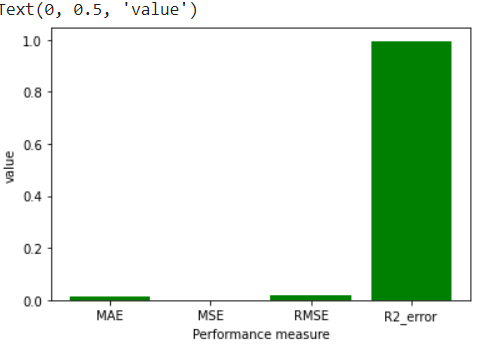 Text(0, 0.5, 'value')
1.0
0.8
0.6
0.4
0.2
0.0
value
MAE MSE RMSE R2_error
Performance measure